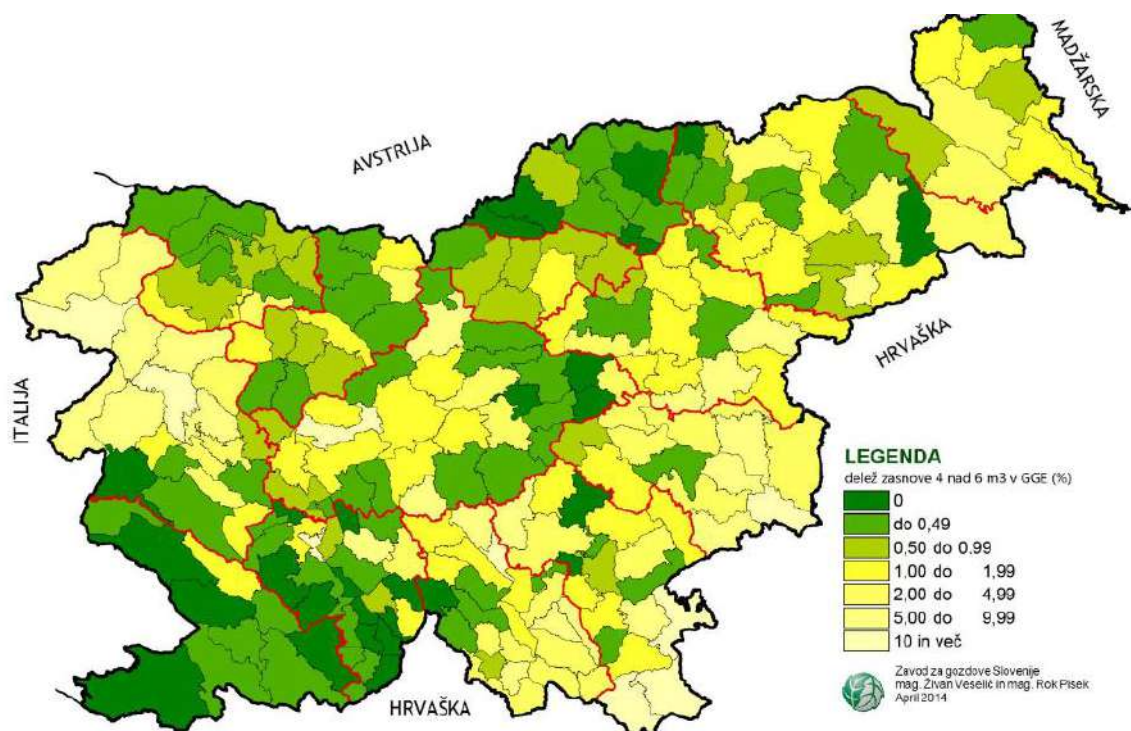 MADŽARSKA
AVSTRIJA
HRVAŠKA
ITALIJA
LEGENDA
delež zasnove 4 nad 6 m3 v GGE (%)
0
do 0,49
0,50 do 0.99
1.00 do 1,99
2,00 do 4,99
5,00 do 9,99
10 in več
Zavod za gozdove Slovenije
mag. Živan Veselič in mag. Rok Pisek
April 2014
HRVAŠKA